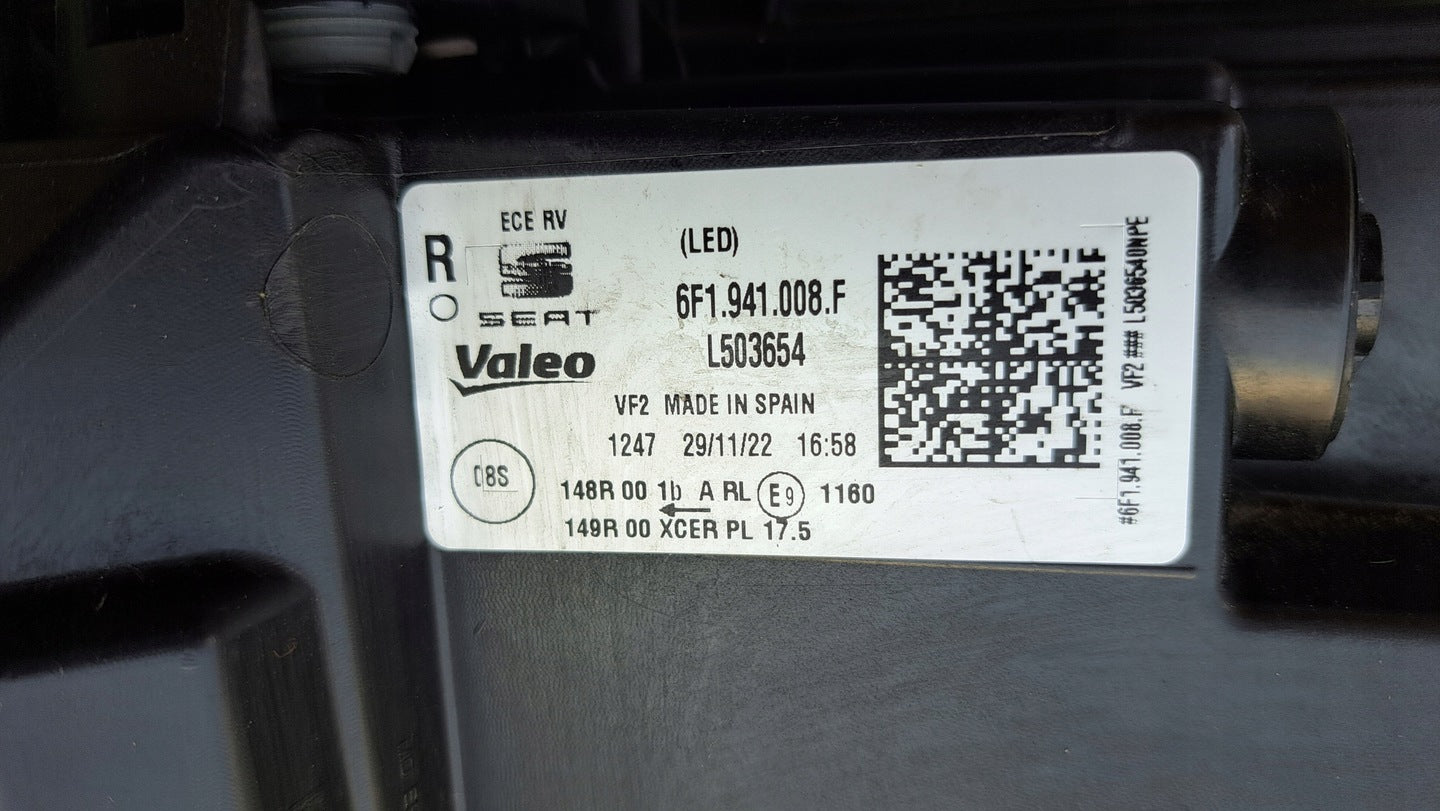 ECE RV
R
SEAT
Valeo
(LED)
6F1.941.008.F
L503654
VF2 MADE IN SPAIN
1247 29/11/22 16:58
08S
148R 00 1b A RL E9 1160
149R 00 XCER PL 17.5
#6F1.941.008.F VF2 ### L5036540NPE